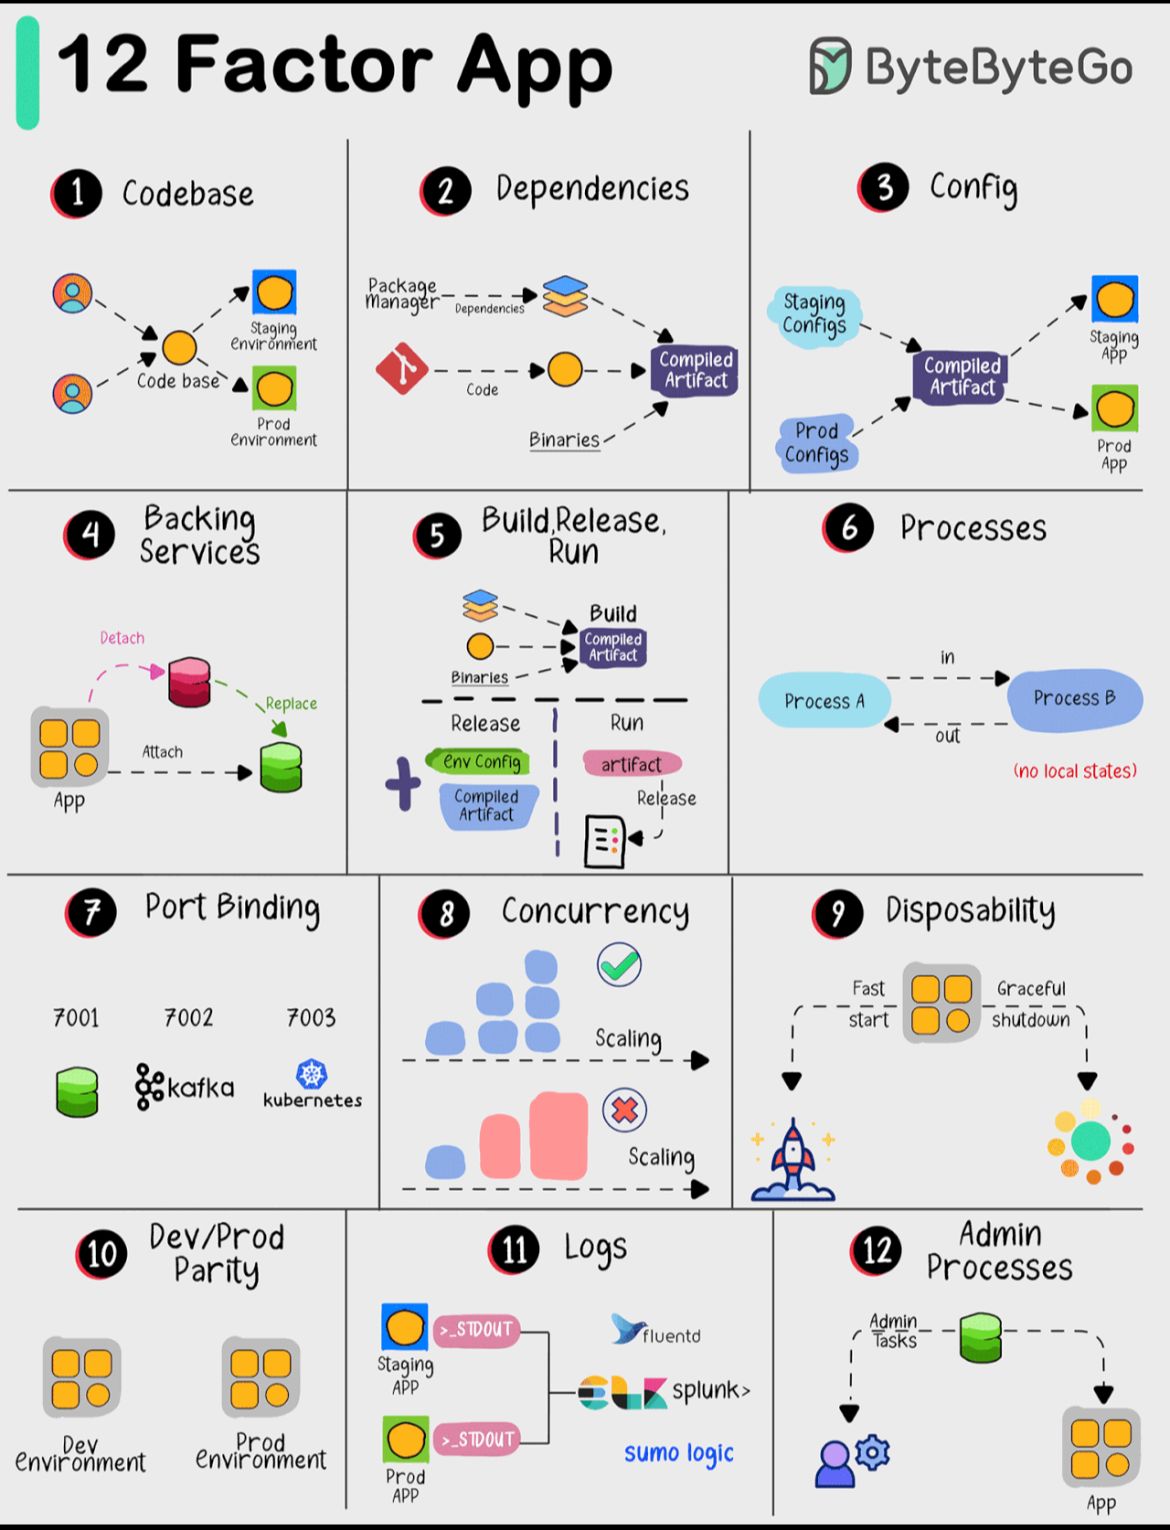 12 Factor App
ByteByteGo
1 Codebase
Staging
Environment
Code base
Prod
Environment
2 Dependencies
Package
Manager
Dependencies
Code
Compiled
Artifact
Binaries
3 Config
Staging
Configs
Compiled
Artifact
Staging
App
Prod
Configs
Prod
App
4 Backing
Services
Detach
Replace
Attach
App
5 Build,Release,
Run
Build
Compiled
Artifact
Binaries
Release
Run
env Config
artifact
Compiled
Artifact
Release
6 Processes
in
Process A
Process B
out
(no local states)
7 Port Binding
7001
7002
7003
kafka
kubernetes
8 Concurrency
Scaling
Scaling
9 Disposability
Fast
start
Graceful
shutdown
10 Dev/Prod
Parity
Dev
Environment
Prod
Environment
11 Logs
>_STDOUT
fluentd
Staging
APP
splunk>
>_STDOUT
sumo logic
Prod
APP
12 Admin
Processes
Admin
Tasks
App